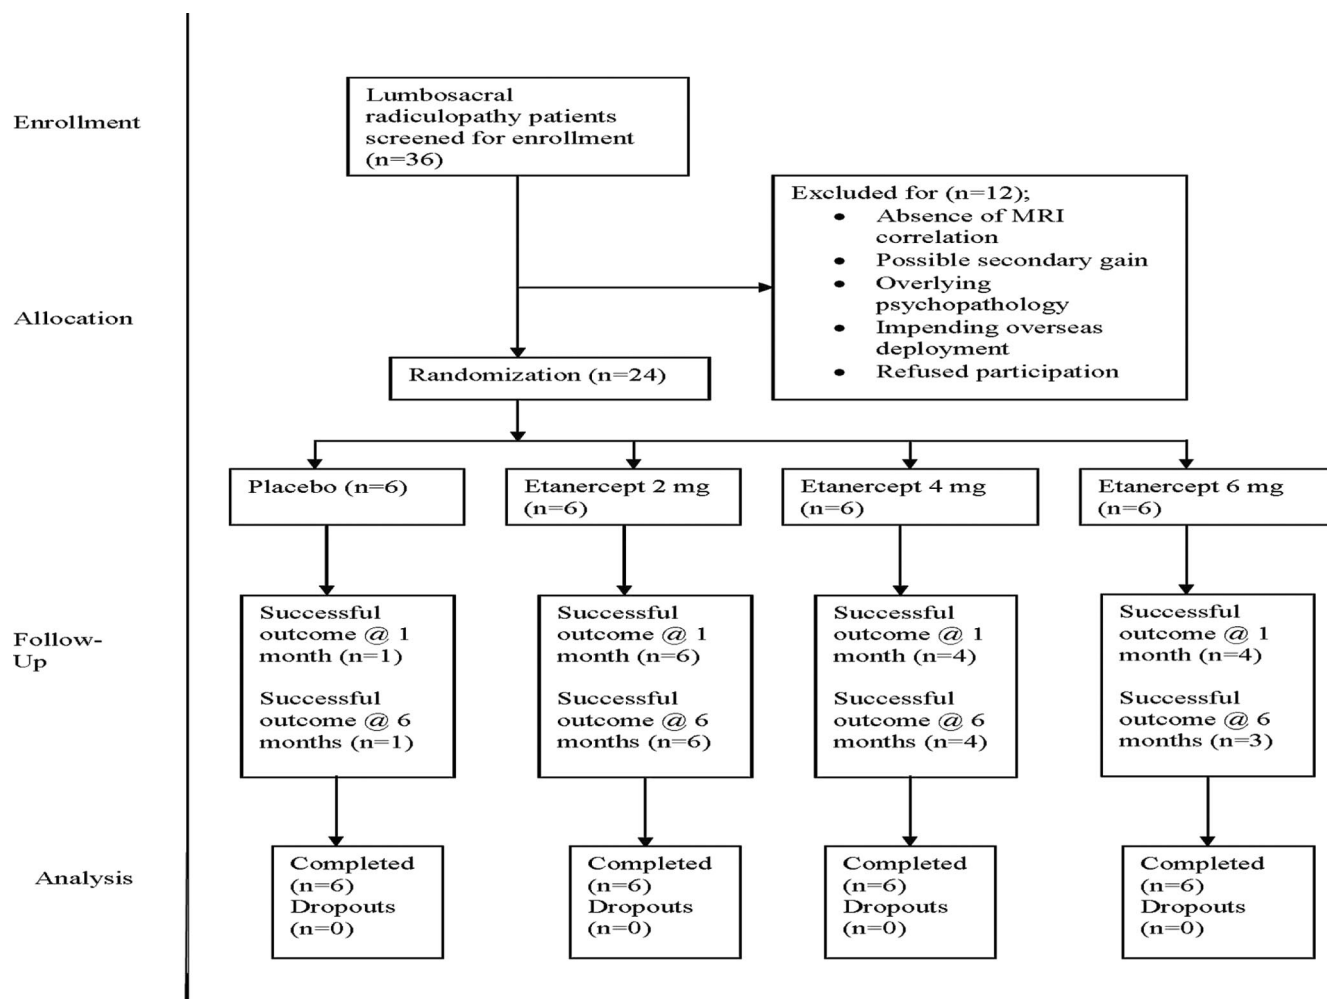 Enrollment
Lumbosacral
radiculopathy patients
screened for enrollment
(n=36)
Excluded for (n=12);
• Absence of MRI
correlation
• Possible secondary gain
• Overlying
psychopathology
• Impending overseas
deployment
• Refused participation
Allocation
Randomization (n=24)
Placebo (n=6)
Etanercept 2 mg
(n=6)
Etanercept 4 mg
(n=6)
Etanercept 6 mg
(n=6)
Follow-
Up
Successful
outcome @ 1
month (n=1)
Successful
outcome @ 6
months (n=1)
Successful
outcome @ 1
month (n=6)
Successful
outcome @ 6
months (n=6)
Successful
outcome @ 1
month (n=4)
Successful
outcome @ 6
months (n=4)
Successful
outcome @ 1
month (n=4)
Successful
outcome @ 6
months (n=3)
Analysis
Completed
(n=6)
Dropouts
(n=0)
Completed
(n=6)
Dropouts
(n=0)
Completed
(n=6)
Dropouts
(n=0)
Completed
(n=6)
Dropouts
(n=0)